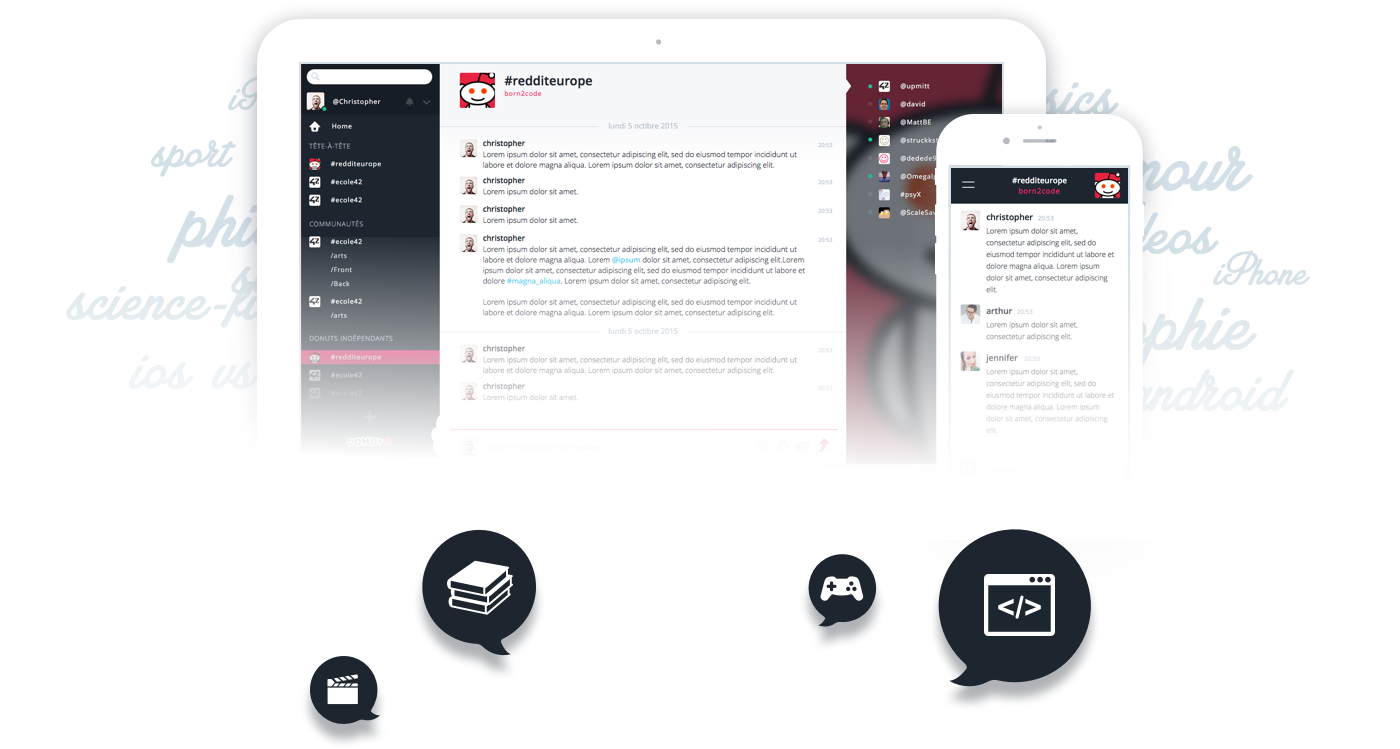 sport
science-fi
ios
@Christopher
Home
TÊTE-À-TÊTE
#redditeurope
#ecole42
#ecole42
COMMUNAUTÉS
#ecole42
/arts
/Front
/Back
#ecole42
/arts
DONUTS INDÉPENDANTS
#redditeurope
#ecole42
#redditeurope
born2code
lundi 5 octibre 2015
christopher 20:53
Lorem ipsum dolor sit amet, consectetur adipiscing elit, sed do eiusmod tempor incididunt ut
labore et dolore magna aliqua. Lorem ipsum dolor sit amet, consectetur adipiscing elit.
christopher 20:53
Lorem ipsum dolor sit amet.
christopher 20:53
Lorem ipsum dolor sit amet.
christopher 20:53
Lorem ipsum dolor sit amet, consectetur adipiscing elit, sed do eiusmod tempor incididunt ut
labore et dolore magna aliqua. Lorem @ipsum dolor sit amet, consectetur adipiscing elit.Lorem
ipsum dolor sit amet, consectetur adipiscing elit, sed do eiusmod tempor incididunt ut labore et
dolore #magna_aliqua. Lorem ipsum dolor sit amet, consectetur adipiscing elit.
Lorem ipsum dolor sit amet, consectetur adipiscing elit, sed do eiusmod tempor incididunt ut
labore et dolore magna aliqua. Lorem ipsum dolor sit amet, consectetur adipiscing elit.
lundi 5 octibre 2015
christopher 20:53
Lorem ipsum dolor sit amet, consectetur adipiscing elit, sed do eiusmod tempor incididunt ut
labore et dolore magna aliqua. Lorem ipsum dolor sit amet, consectetur adipiscing elit.
christopher 20:53
Lorem ipsum dolor sit amet.
@upmitt
@david
@MattBE
@struckks
@dedede9
@Omegal
#psyX
@ScaleSav
#redditeurope
born2code
christopher 20:53
Lorem ipsum dolor sit amet,
consectetur adipiscing elit, sed do
eiusmod tempor incididunt ut labore et
dolore magna aliqua. Lorem ipsum
dolor sit amet, consectetur adipiscing
elit.
arthur 20:53
Lorem ipsum dolor sit amet,
consectetur adipiscing elit.
jennifer 20:53
Lorem ipsum dolor sit amet,
consectetur adipiscing elit, sed do
eiusmod tempor incididunt ut labore et
dolore magna aliqua. Lorem ipsum
dolor sit amet, consectetur adipiscing
elit.
sics
mour
deos
iPhone
ophie
android